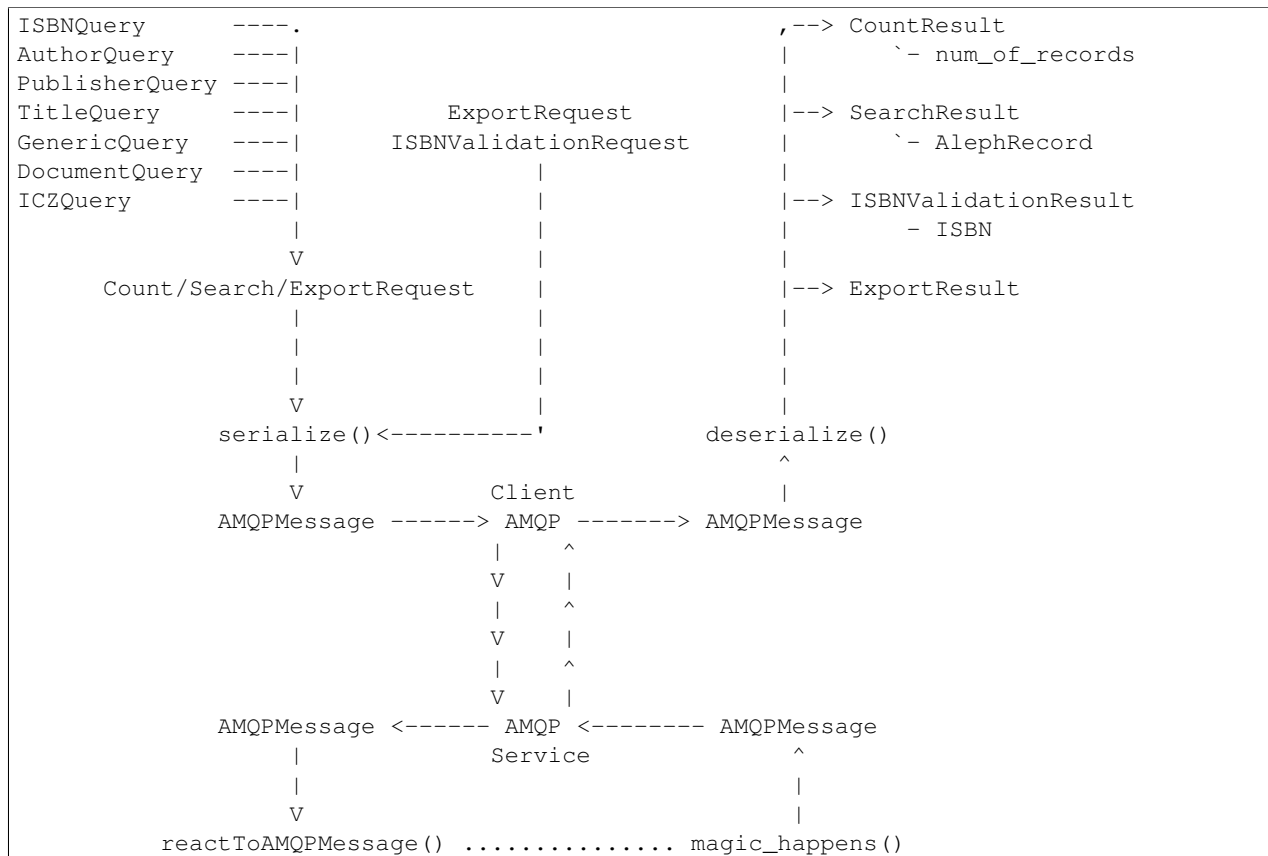 ISBNQuery       ----.                                 ,--> CountResult
AuthorQuery     ----|                                 |       `- num_of_records
PublisherQuery ----|                                 |
TitleQuery      ----|          ExportRequest          |--> SearchResult
GenericQuery    ----|      ISBNValidationRequest      |       `- AlephRecord
DocumentQuery  ----|                |                |
ICZQuery        ----|                |                |--> ISBNValidationResult
                    |                |                |        - ISBN
                    V                |                |
      Count/Search/ExportRequest     |                |--> ExportResult
                    |                |                |
                    |                |                |
                    |                |                |
                    V                |                |
              serialize()<----------'           deserialize()
                    |                                 ^
                    V             Client              |
              AMQPMessage ------> AMQP -------> AMQPMessage
                                  |    ^
                                  V    |
                                  |    ^
                                  V    |
                                  |    ^
                                  V    |
              AMQPMessage <------ AMQP <-------- AMQPMessage
                    |             Service              ^
                    |                                  |
                    V                                  |
          reactToAMQPMessage() ............... magic_happens()